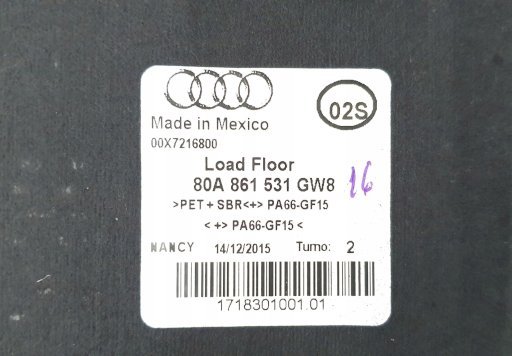 02S
Made in Mexico
00X7216800
Load Floor
80A 861 531 GW8 16
>PET + SBR<+> PA66-GF15
<+> PA66-GF15 <
NANCY 14/12/2015 Turno: 2
1718301001.01